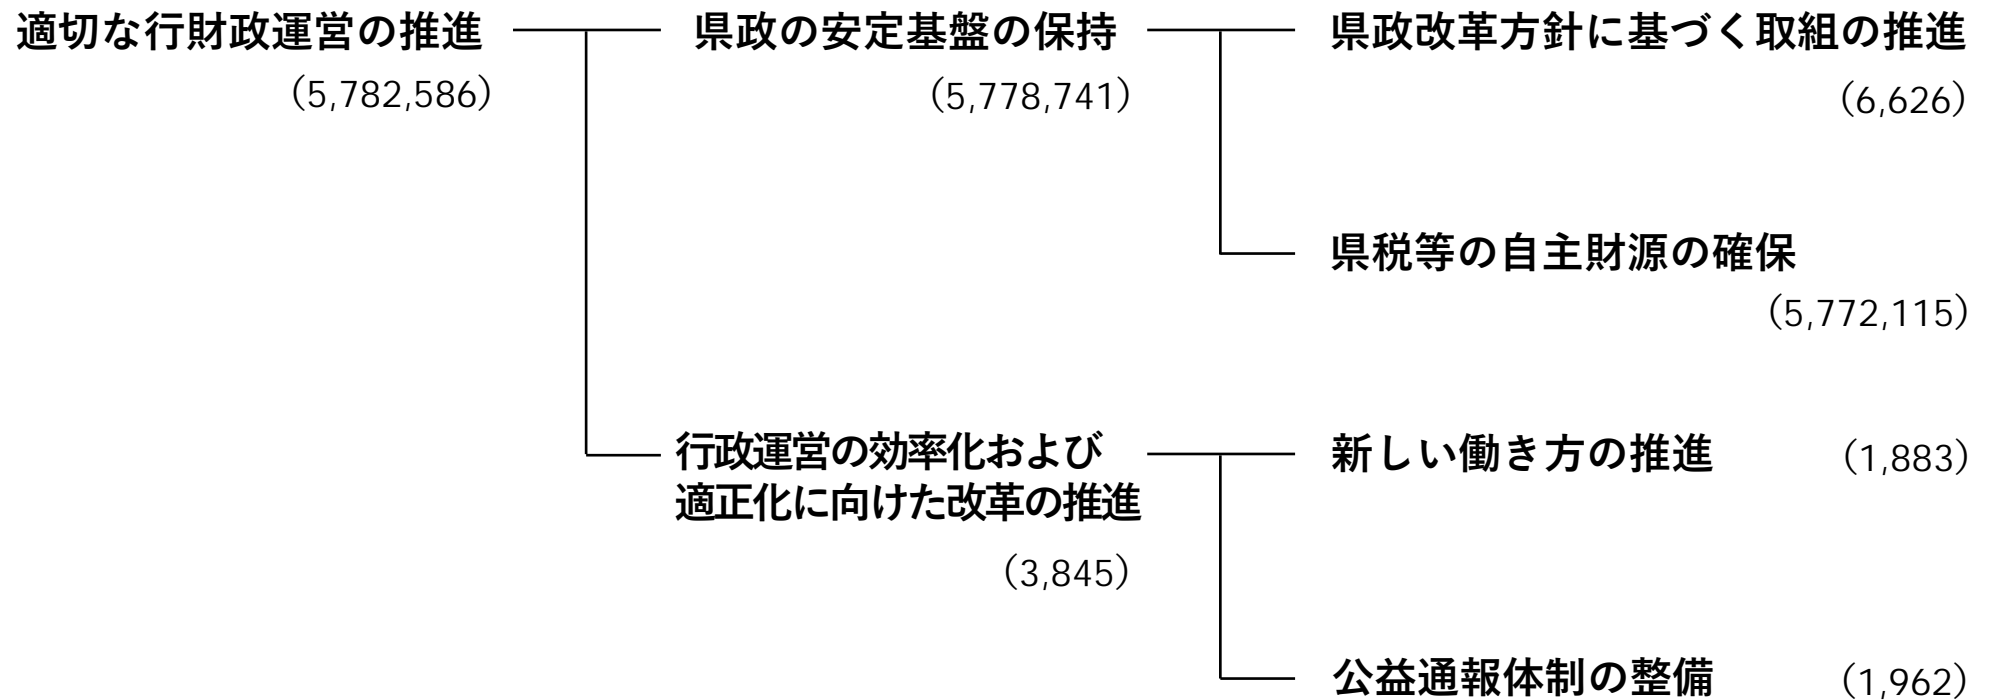 適切な行財政運営の推進
（5,782,586）
県政の安定基盤の保持
（5,778,741）
県政改革方針に基づく取組の推進
（6,626）
県税等の自主財源の確保
（5,772,115）
行政運営の効率化および
適正化に向けた改革の推進
（3,845）
新しい働き方の推進　（1,883）
公益通報体制の整備　（1,962）